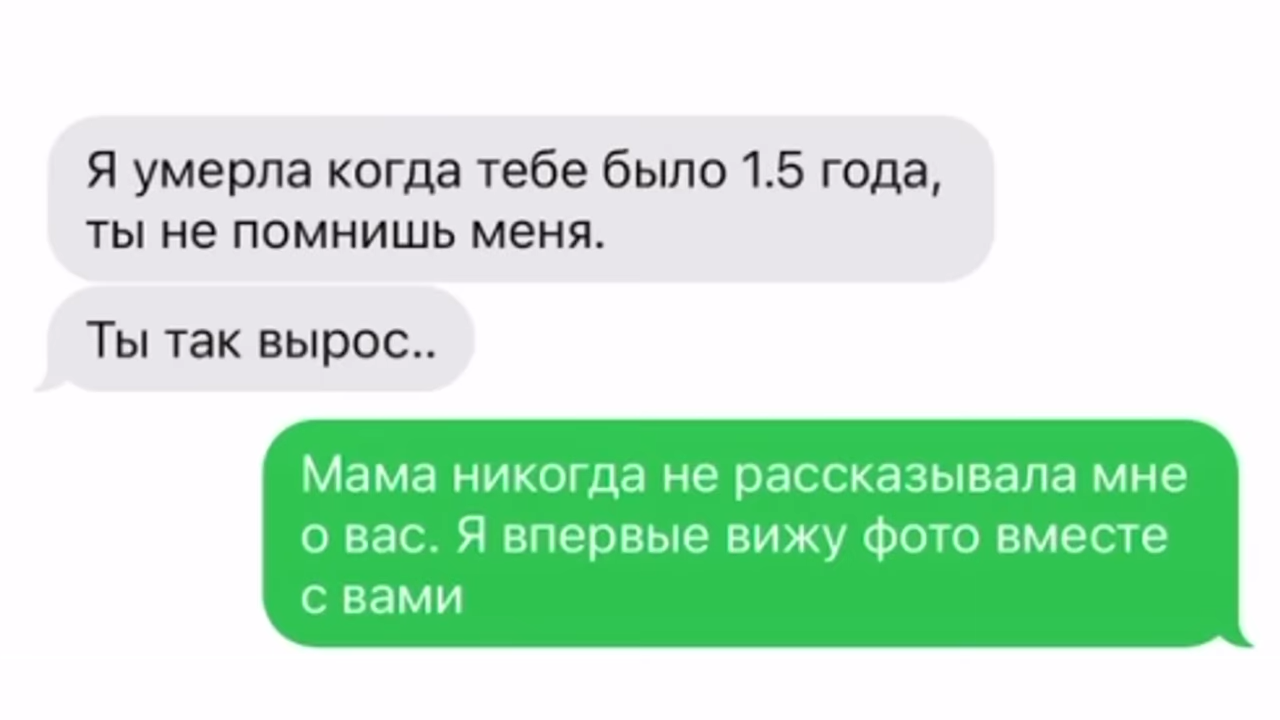 Я умерла когда тебе было 1.5 года,
ты не помнишь меня.
Ты так вырос..
Мама никогда не рассказывала мне
о вас. Я впервые вижу фото вместе
с вами